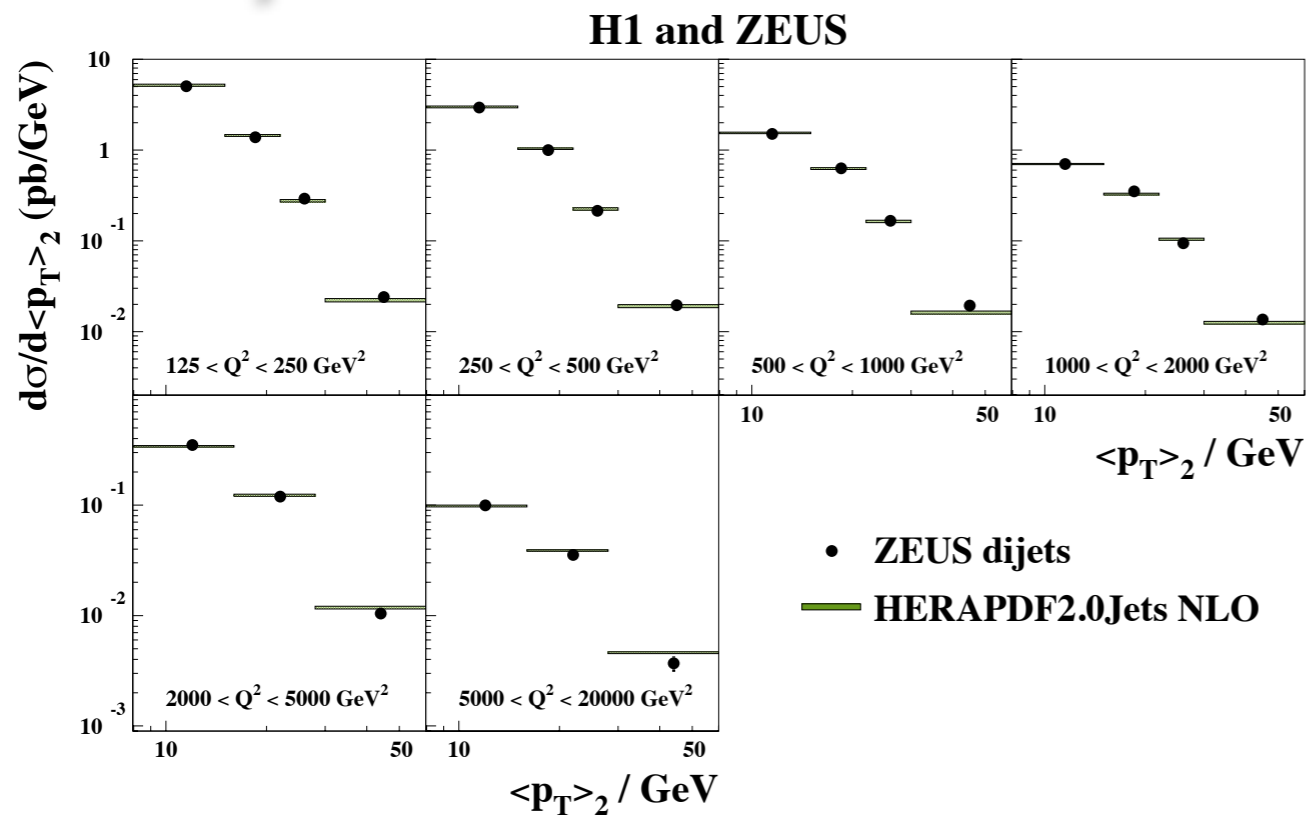 H1 and ZEUS
dσ/d<p_T>_2 (pb/GeV)
10
1
10^-1
10^-2
125 < Q^2 < 250 GeV^2
250 < Q^2 < 500 GeV^2
500 < Q^2 < 1000 GeV^2
1000 < Q^2 < 2000 GeV^2
10 50
10 50
<p_T>_2 / GeV
10^-1
10^-2
10^-3
2000 < Q^2 < 5000 GeV^2
5000 < Q^2 < 20000 GeV^2
10 50
10 50
<p_T>_2 / GeV
ZEUS dijets
HERAPDF2.0Jets NLO